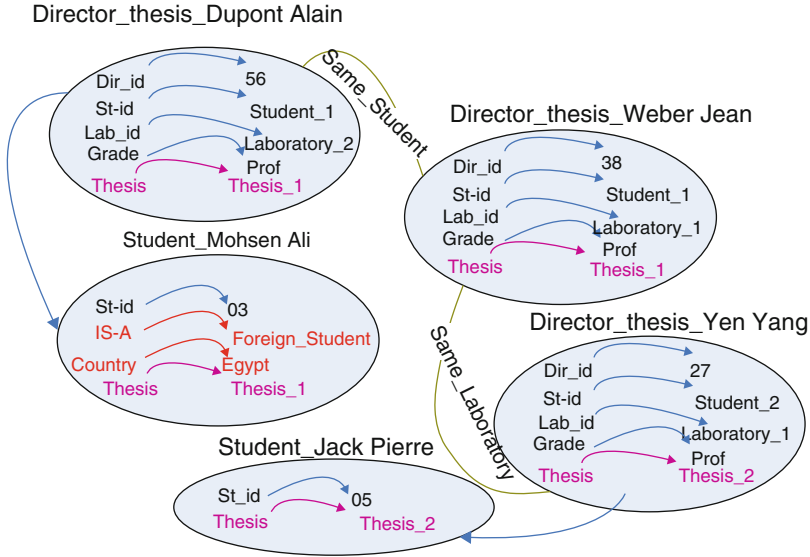 Director_thesis_Dupont Alain
Dir_id 56
St-id Student_1
Lab_id Laboratory_2
Grade Prof
Thesis Thesis_1
Same_Student
Director_thesis_Weber Jean
Dir_id 38
St-id Student_1
Lab_id Laboratory_1
Grade Prof
Thesis Thesis_1
Student_Mohsen Ali
St-id 03
IS-A Foreign_Student
Country Egypt
Thesis Thesis_1
Same_Laboratory
Director_thesis_Yen Yang
Dir_id 27
St-id Student_2
Lab_id Laboratory_1
Grade Prof
Thesis Thesis_2
Student_Jack Pierre
St_id 05
Thesis Thesis_2